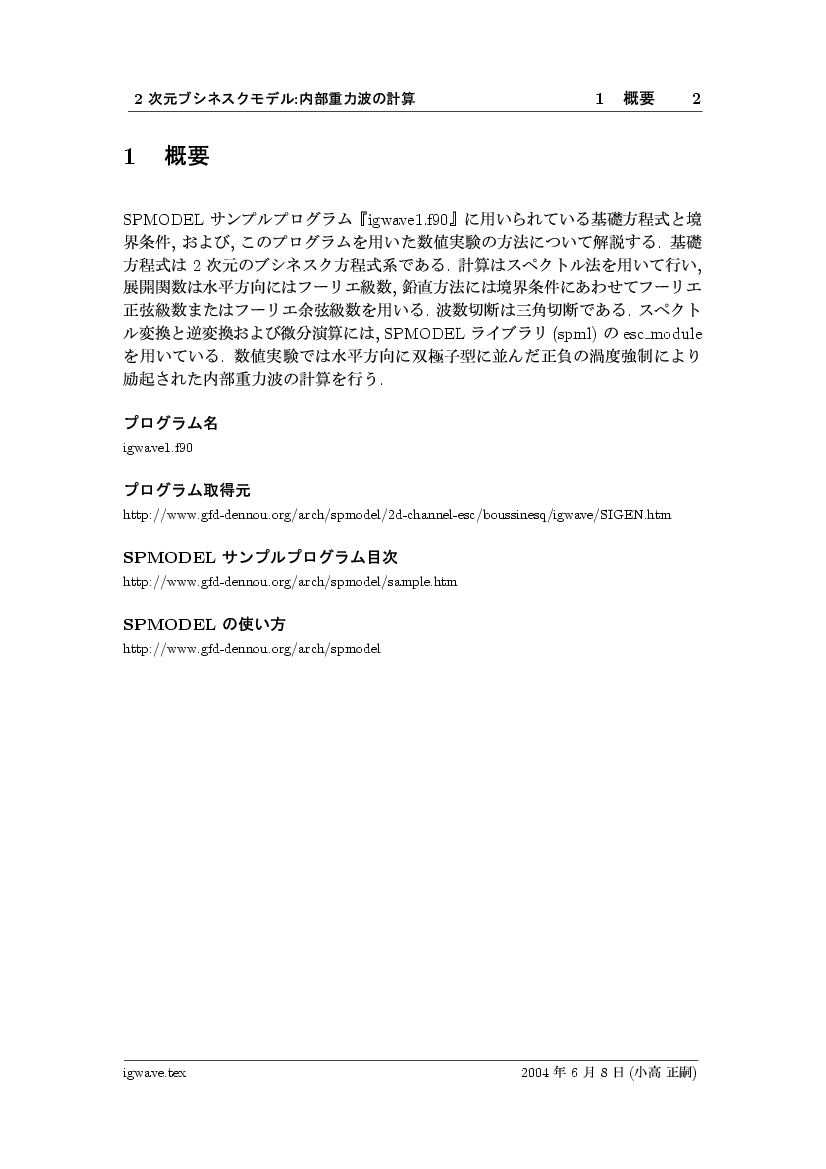 2 次元ブシネスクモデル:内部重力波の計算 1 概要 2
1 概要
SPMODEL サンプルプログラム『igwave1.f90』に用いられている基礎方程式と境
界条件, および, このプログラムを用いた数値実験の方法について解説する. 基礎
方程式は 2 次元のブシネスク方程式系である. 計算はスペクトル法を用いて行い,
展開関数は水平方向にはフーリエ級数, 鉛直方法には境界条件にあわせてフーリエ
正弦級数またはフーリエ余弦級数を用いる. 波数切断は三角切断である. スペクト
ル変換と逆変換および微分演算には, SPMODEL ライブラリ (spml) の esc_module
を用いている. 数値実験では水平方向に双極子型に並んだ正負の渦度強制により
励起された内部重力波の計算を行う.
プログラム名
igwave1.f90
プログラム取得元
http://www.gfd-dennou.org/arch/spmodel/2d-channel-esc/boussinesq/igwave/SIGEN.htm
SPMODEL サンプルプログラム目次
http://www.gfd-dennou.org/arch/spmodel/sample.htm
SPMODEL の使い方
http://www.gfd-dennou.org/arch/spmodel
igwave.tex 2004 年 6 月 8 日 (小高 正嗣)